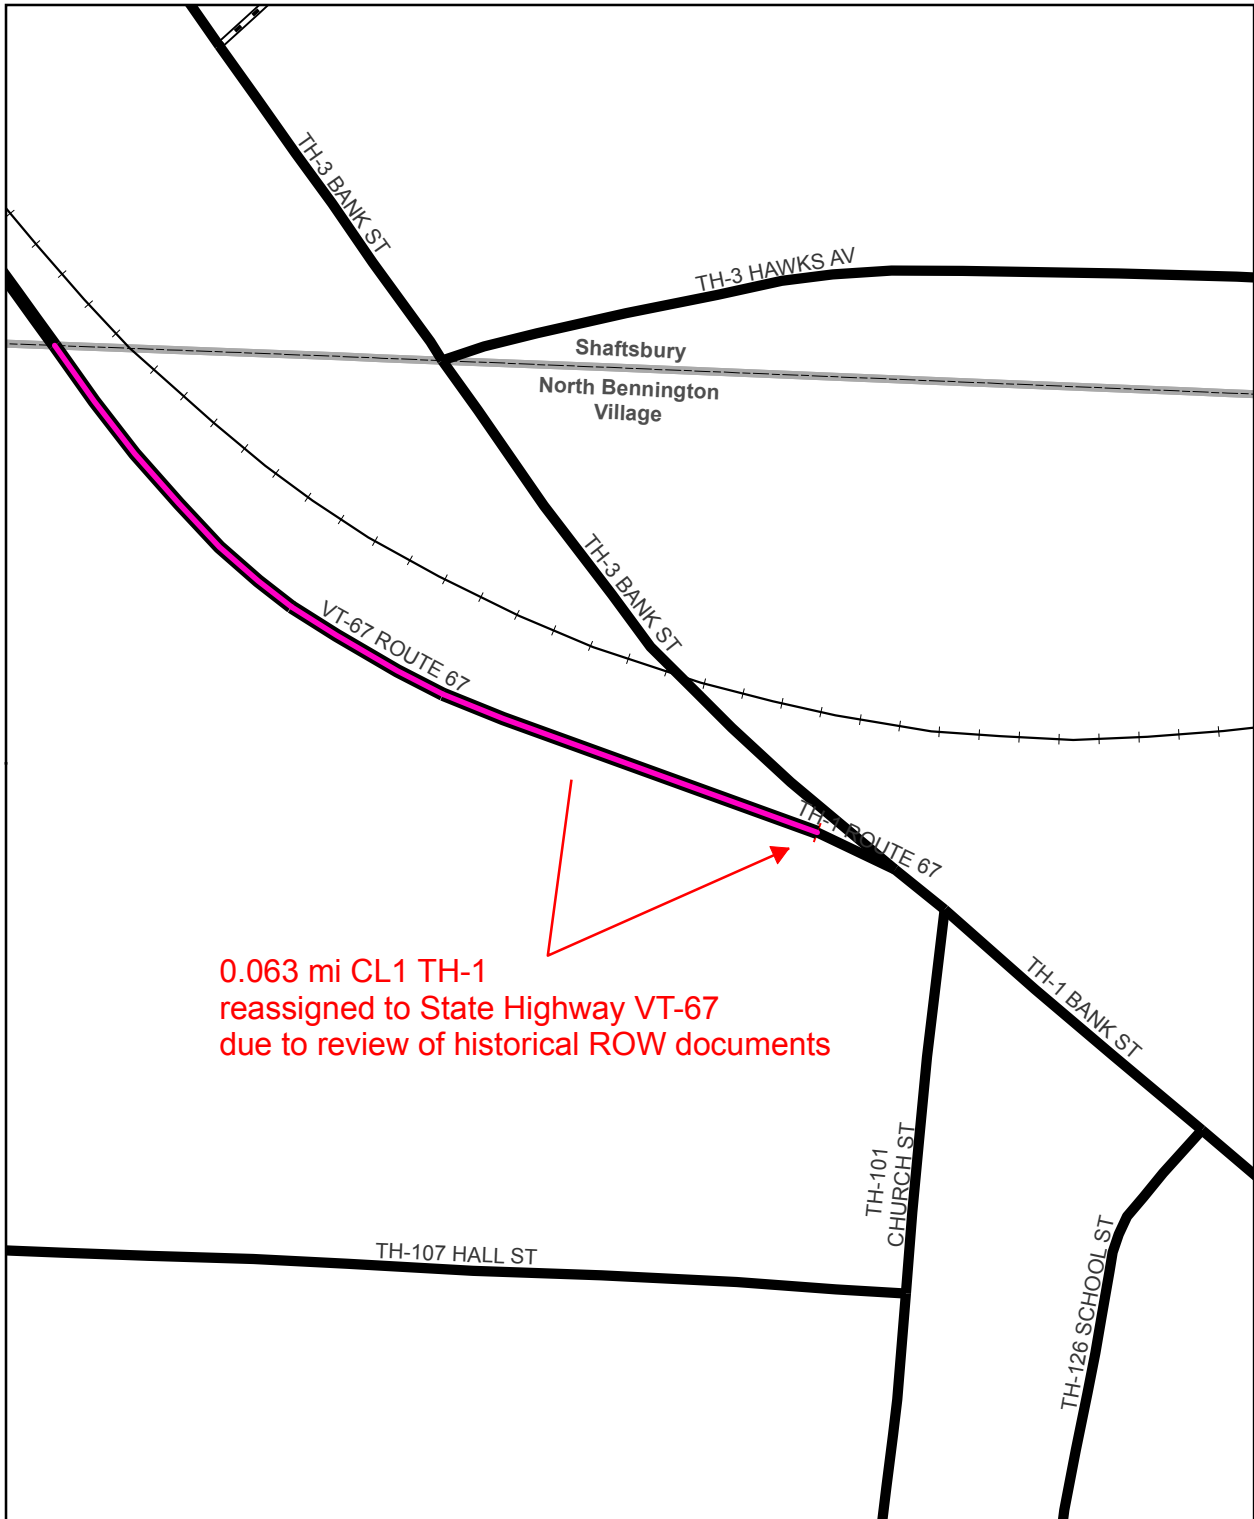 TH-3 BANK ST
TH-3 HAWKS AV
Shaftsbury
North Bennington
Village
TH-3 BANK ST
VT-67 ROUTE 67
TH-1 ROUTE 67
0.063 mi CL1 TH-1
reassigned to State Highway VT-67
due to review of historical ROW documents
TH-1 BANK ST
TH-101
CHURCH ST
TH-107 HALL ST
TH-126 SCHOOL ST